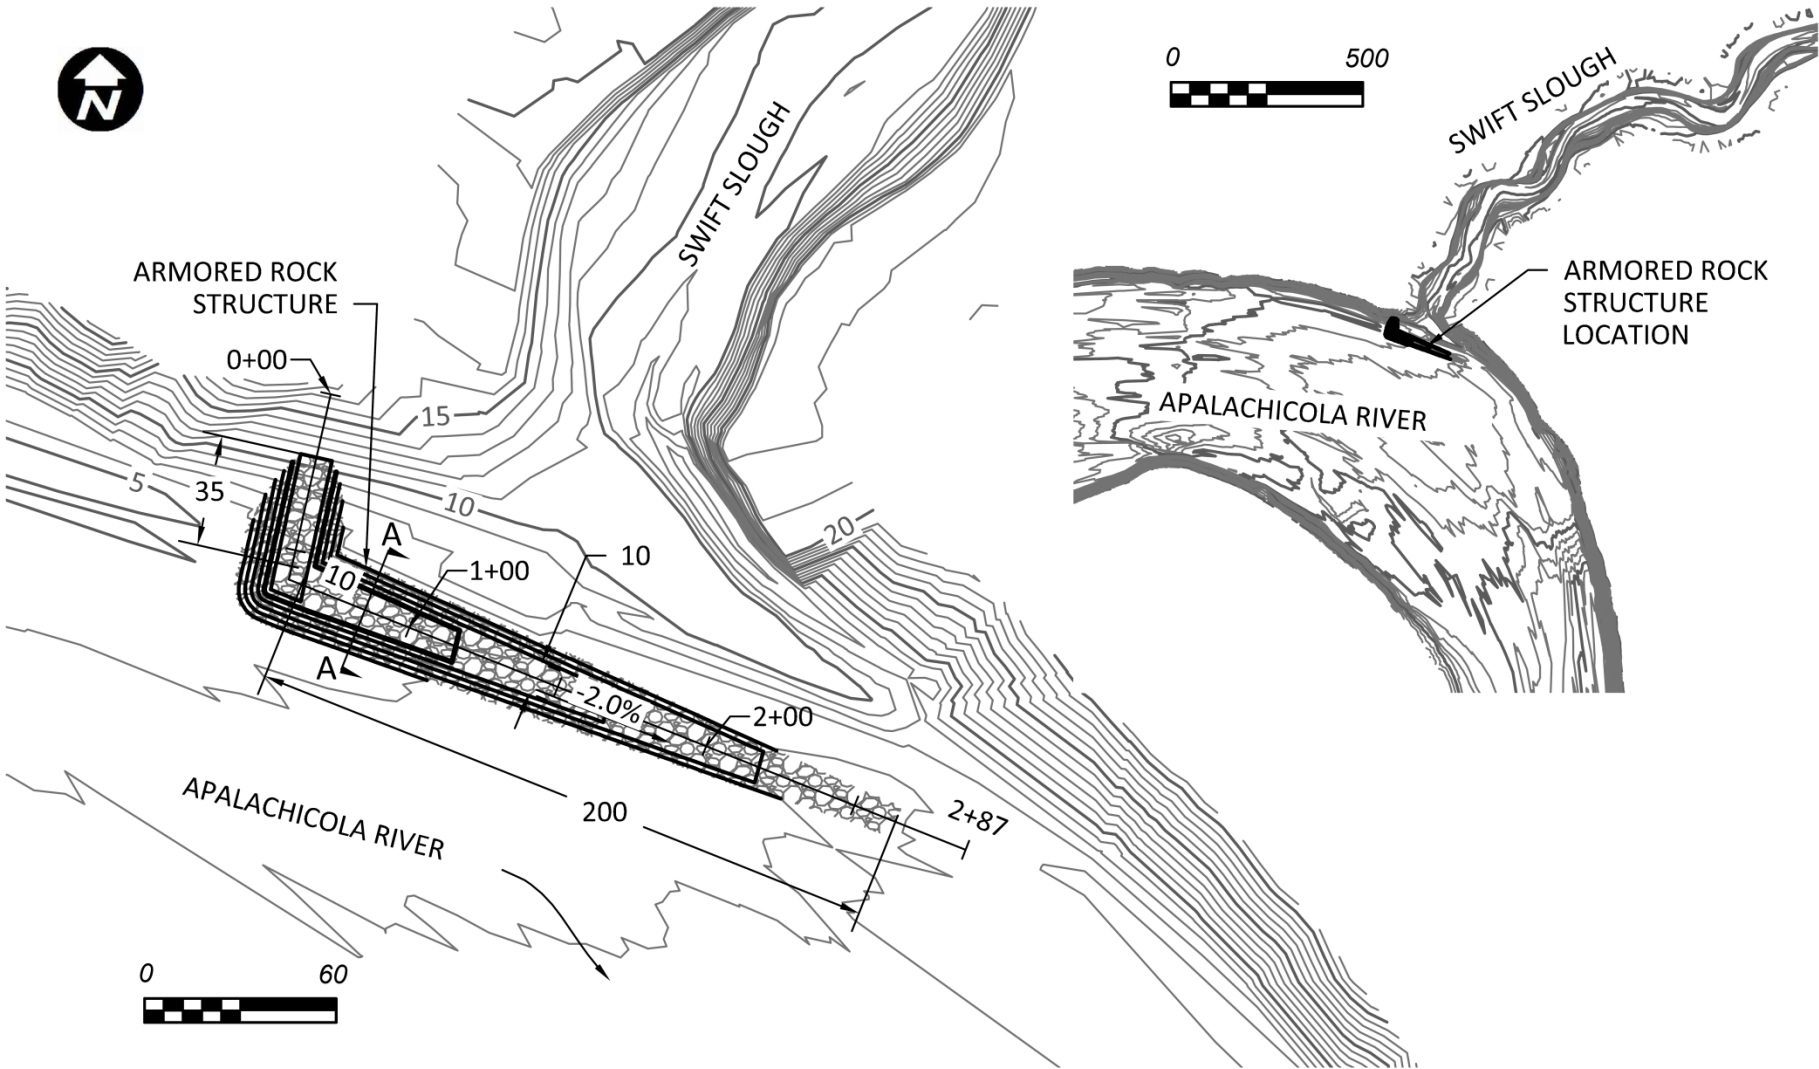 N
SWIFT SLOUGH
ARMORED ROCK
STRUCTURE
0+00
15
5
35
10
A
10
1+00
10
20
A
-2.0%
2+00
200
2+87
APALACHICOLA RIVER
0 60
0 500
SWIFT SLOUGH
ARMORED ROCK
STRUCTURE
LOCATION
APALACHICOLA RIVER